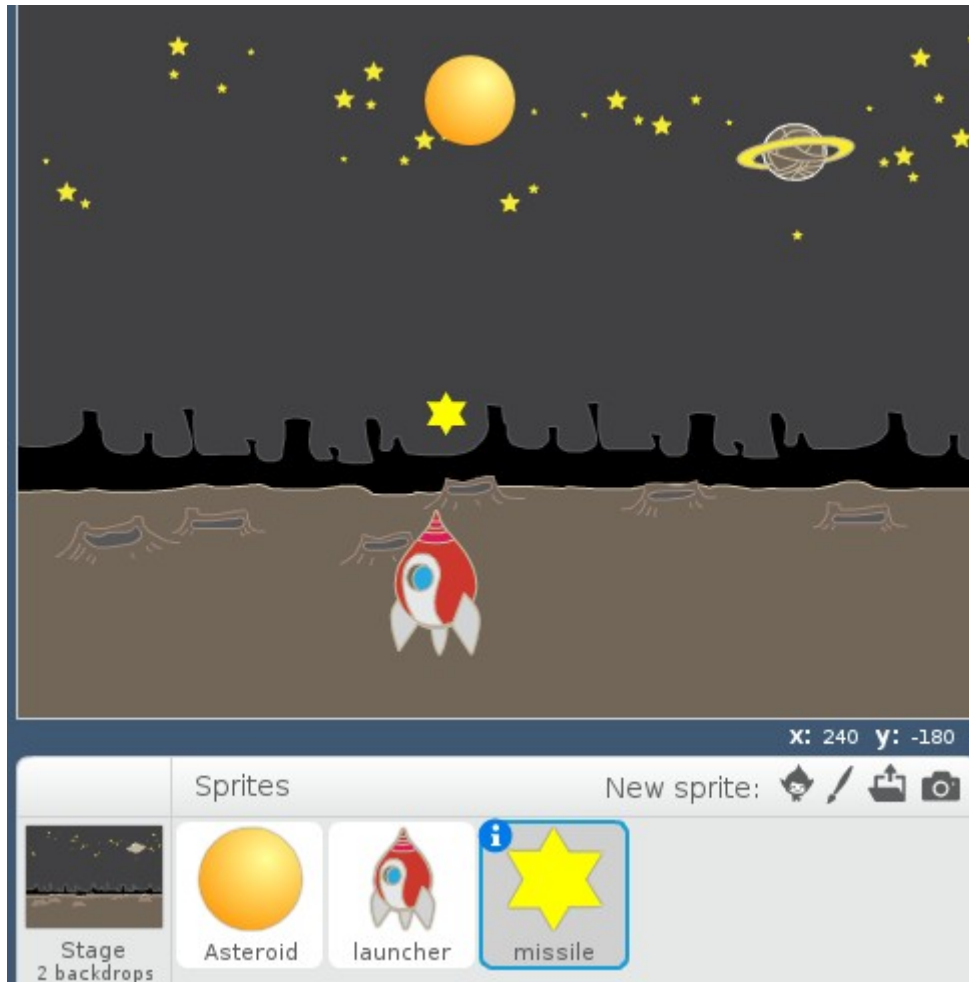 x: 240 y: -180
Sprites
New sprite:
Stage
2 backdrops
Asteroid
launcher
i
missile